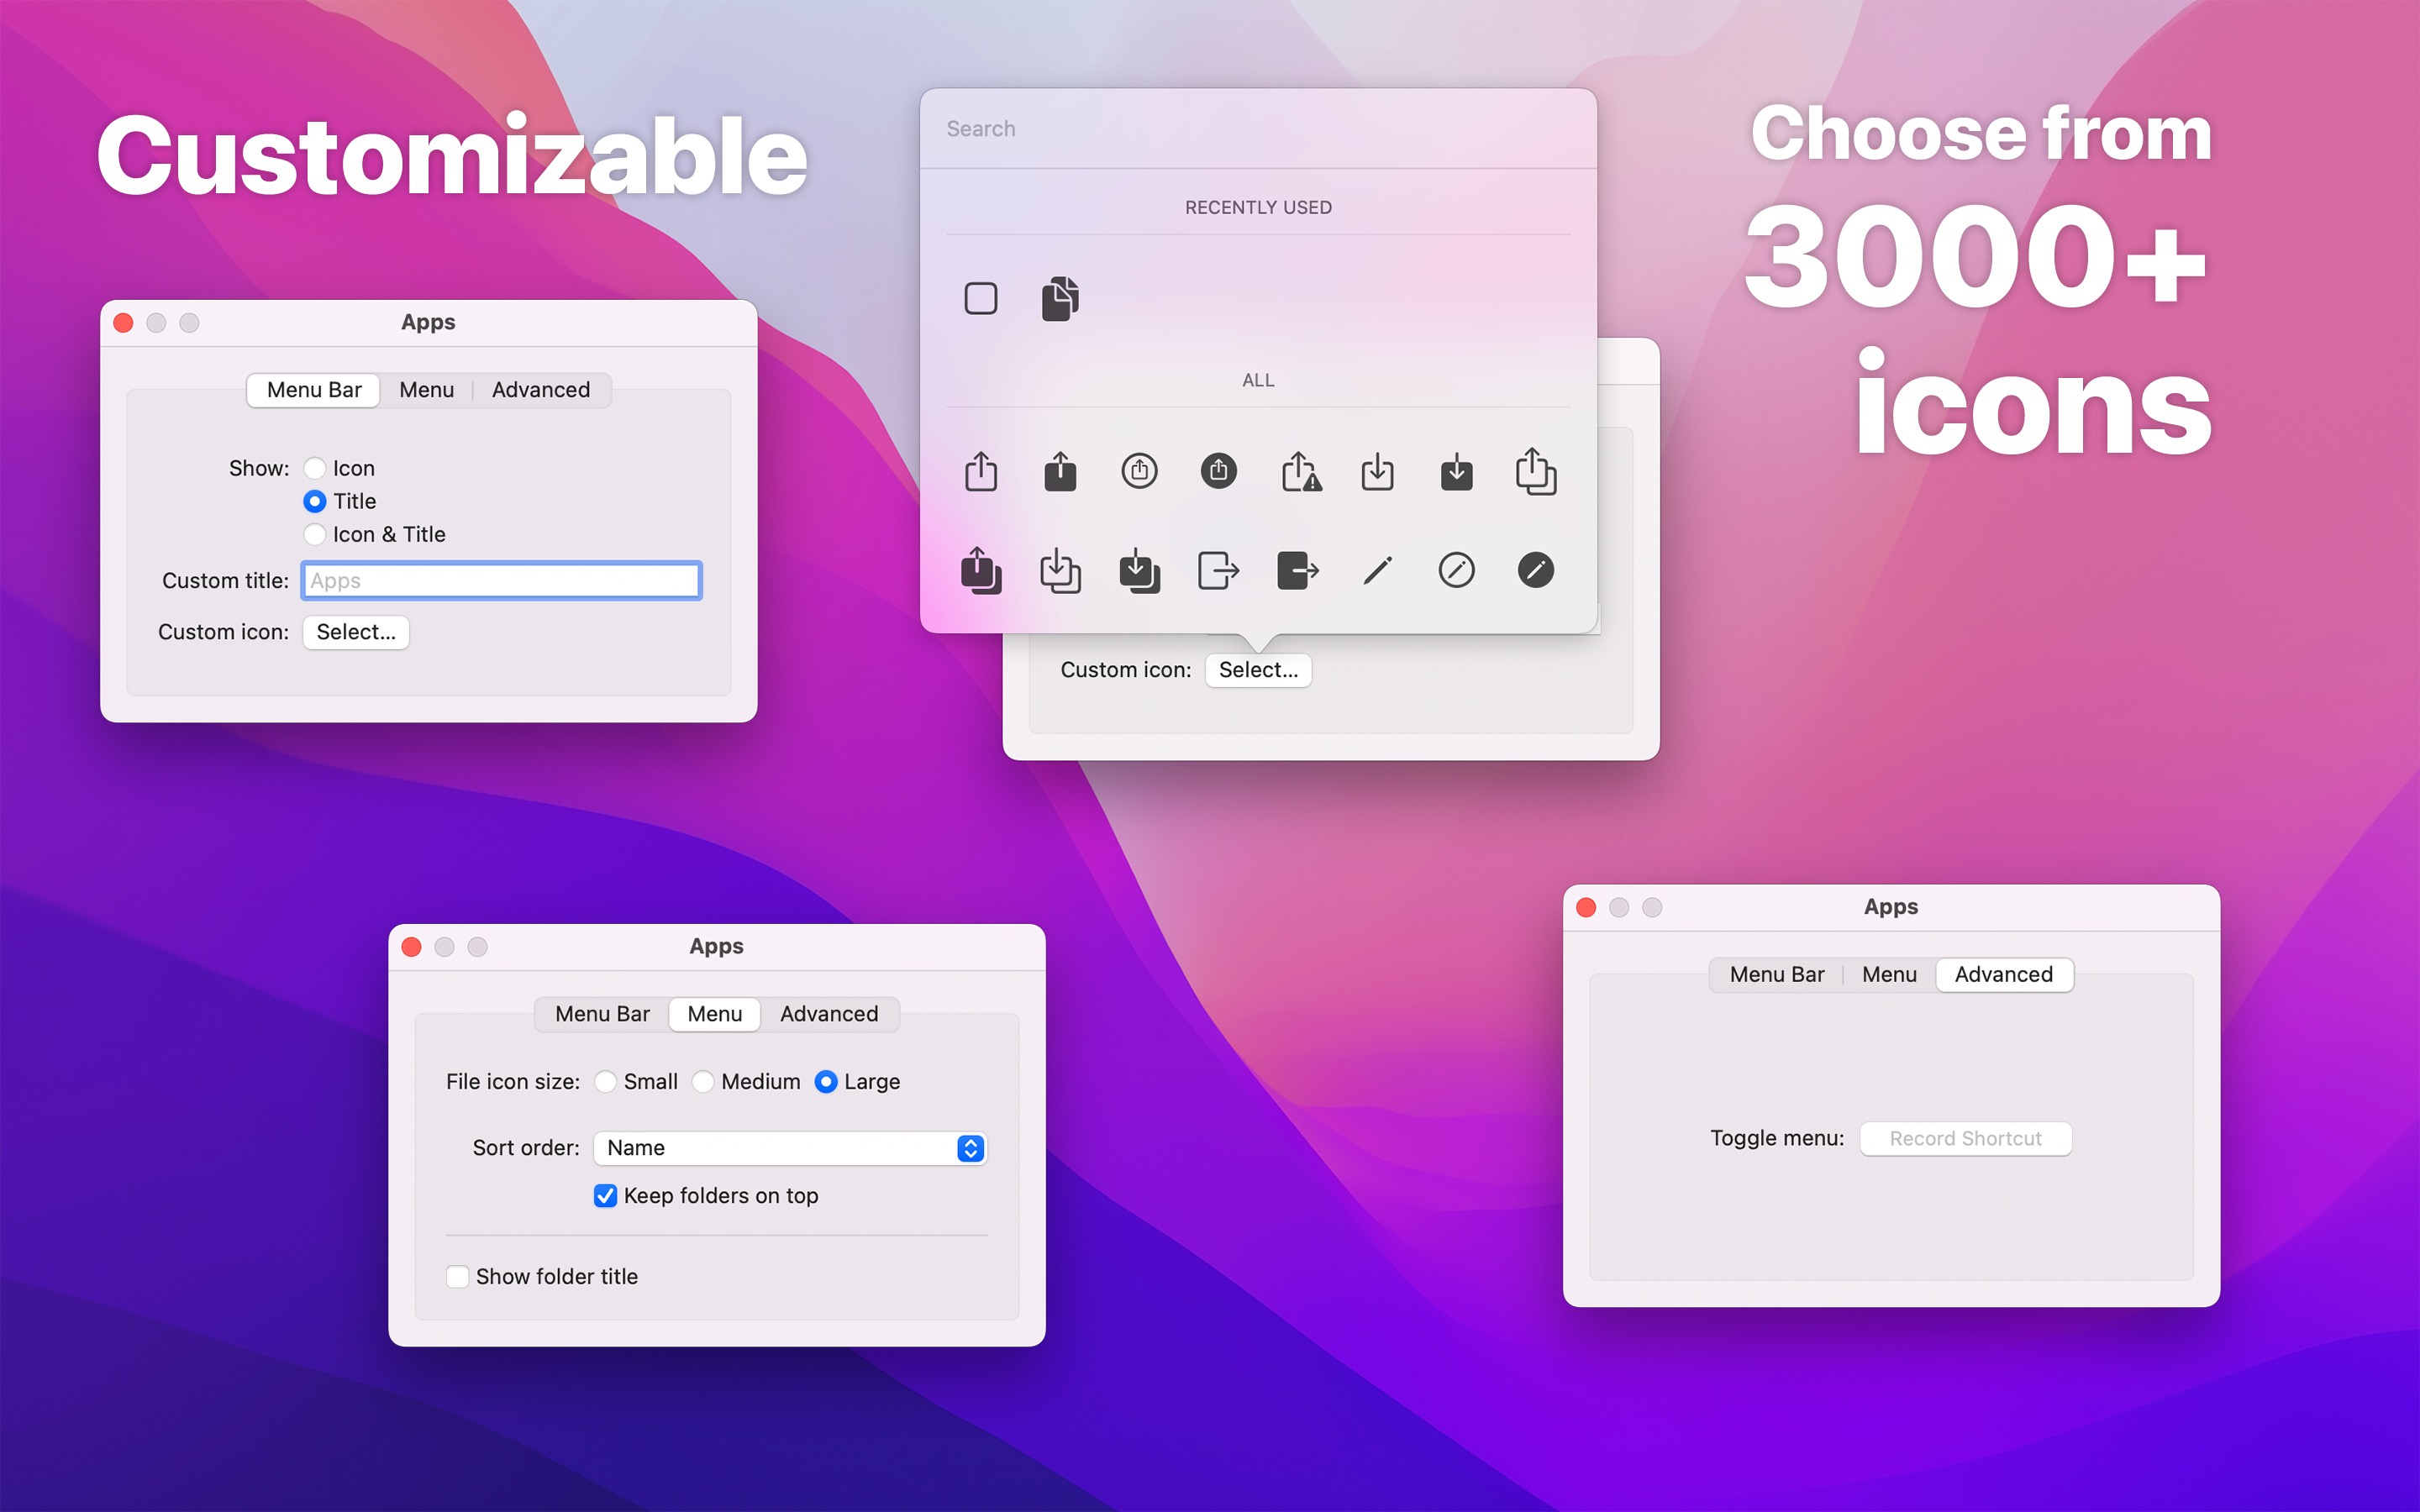 Customizable
Choose from
3000+
icons
Apps
Menu Bar Menu Advanced
Show: Icon
Title
Icon & Title
Custom title: Apps
Custom icon: Select...
Search
RECENTLY USED
ALL
Custom icon: Select...
Apps
Menu Bar Menu Advanced
File icon size: Small Medium Large
Sort order: Name
Keep folders on top
Show folder title
Apps
Menu Bar Menu Advanced
Toggle menu: Record Shortcut